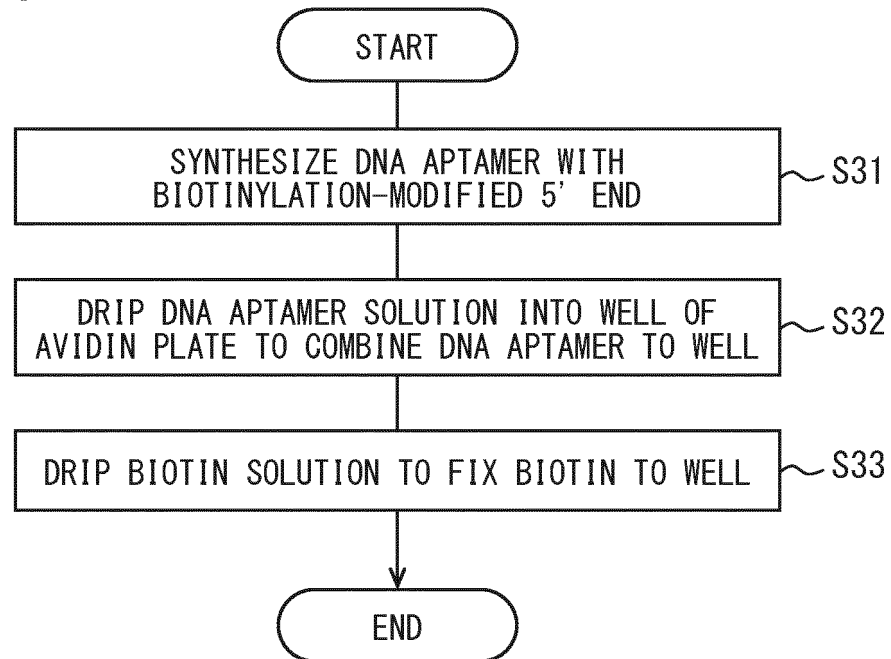 START
SYNTHESIZE DNA APTAMER WITH
BIOTINYLATION-MODIFIED 5' END
S31
DRIP DNA APTAMER SOLUTION INTO WELL OF
AVIDIN PLATE TO COMBINE DNA APTAMER TO WELL
S32
DRIP BIOTIN SOLUTION TO FIX BIOTIN TO WELL
S33
END